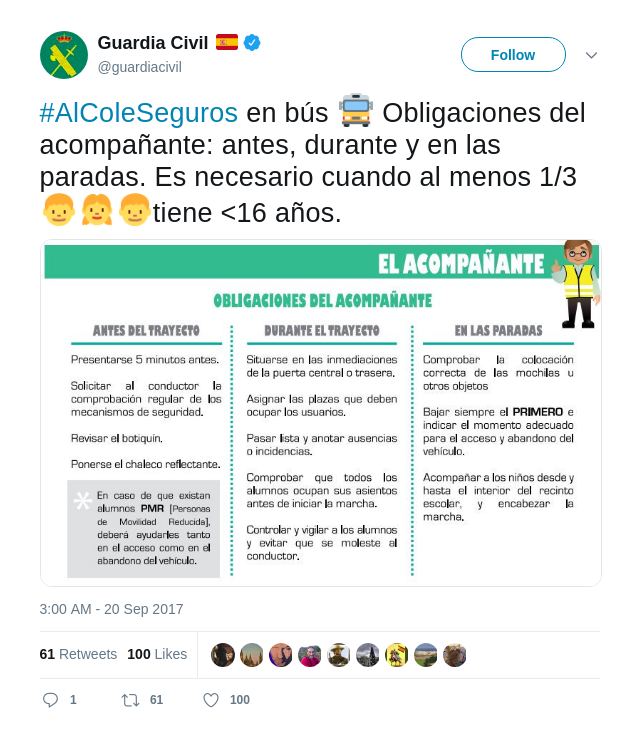 Guardia Civil
@guardiacivil
Follow
#AlColeSeguros en bús Obligaciones del
acompañante: antes, durante y en las
paradas. Es necesario cuando al menos 1/3
tiene <16 años.
EL ACOMPAÑANTE
OBLIGACIONES DEL ACOMPAÑANTE
ANTES DEL TRAYECTO
Presentarse 5 minutos antes.
Solicitar al conductor la
comprobación regular de los
mecanismos de seguridad.
Revisar el botiquín.
Ponerse el chaleco reflectante.
* En caso de que existan
alumnos PMR [Personas
de Movilidad Reducida],
deberá ayudarles tanto
en el acceso como en el
abandono del vehículo.
DURANTE EL TRAYECTO
Situarse en las inmediaciones
de la puerta central o trasera.
Asignar las plazas que deben
ocupar los usuarios.
Pasar lista y anotar ausencias
o incidencias.
Comprobar que todos los
alumnos ocupan sus asientos
antes de iniciar la marcha.
Controlar y vigilar a los alumnos
y evitar que se moleste al
conductor.
EN LAS PARADAS
Comprobar la colocación
correcta de las mochilas u
otros objetos
Bajar siempre el PRIMERO e
indicar el momento adecuado
para el acceso y abandono del
vehículo.
Acompañar a los niños desde y
hasta el interior del recinto
escolar, y encabezar la
marcha.
3:00 AM - 20 Sep 2017
61 Retweets 100 Likes
1 61 100